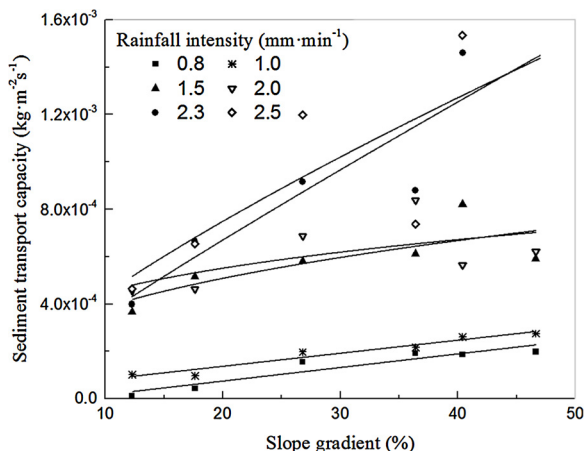 1.6x10⁻³
Rainfall intensity (mm·min⁻¹)
0.8 1.0
1.5 2.0
2.3 2.5
1.2x10⁻³
8.0x10⁻⁴
4.0x10⁻⁴
0.0
10 20 30 40 50
Sediment transport capacity (kg·m⁻²s⁻¹)
Slope gradient (%)